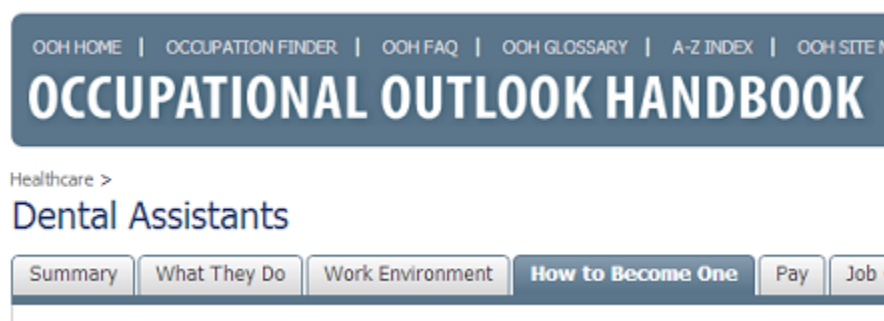 OOH HOME | OCCUPATION FINDER | OOH FAQ | OOH GLOSSARY | A-Z INDEX | OOH SITE
OCCUPATIONAL OUTLOOK HANDBOOK
Healthcare >
Dental Assistants
Summary What They Do Work Environment How to Become One Pay Job